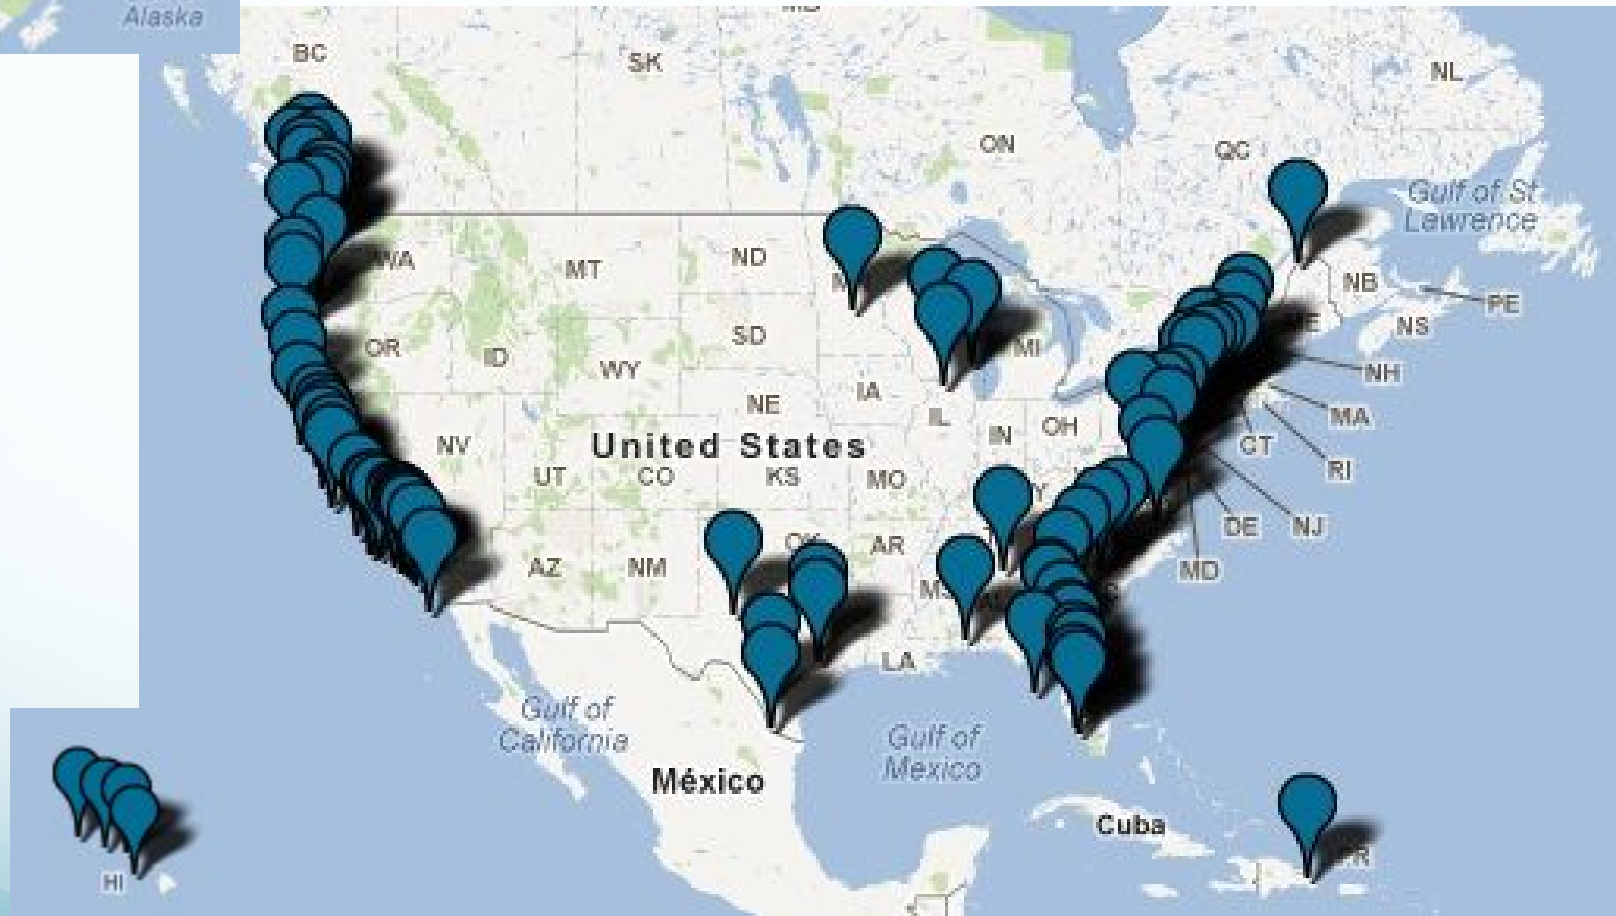 Alaska
BC
SK
NL
ON
QC
Gulf of St
Lawrence
WA
MT
ND
NB
PE
NS
OR
ID
SD
WY
MI
NH
IA
NE
IL
MA
NV
United States
IN
OH
CT
RI
UT
CO
KS
MO
DE
NJ
AZ
NM
AR
MD
LA
Gulf of
California
Gulf of
Mexico
México
Cuba
HI